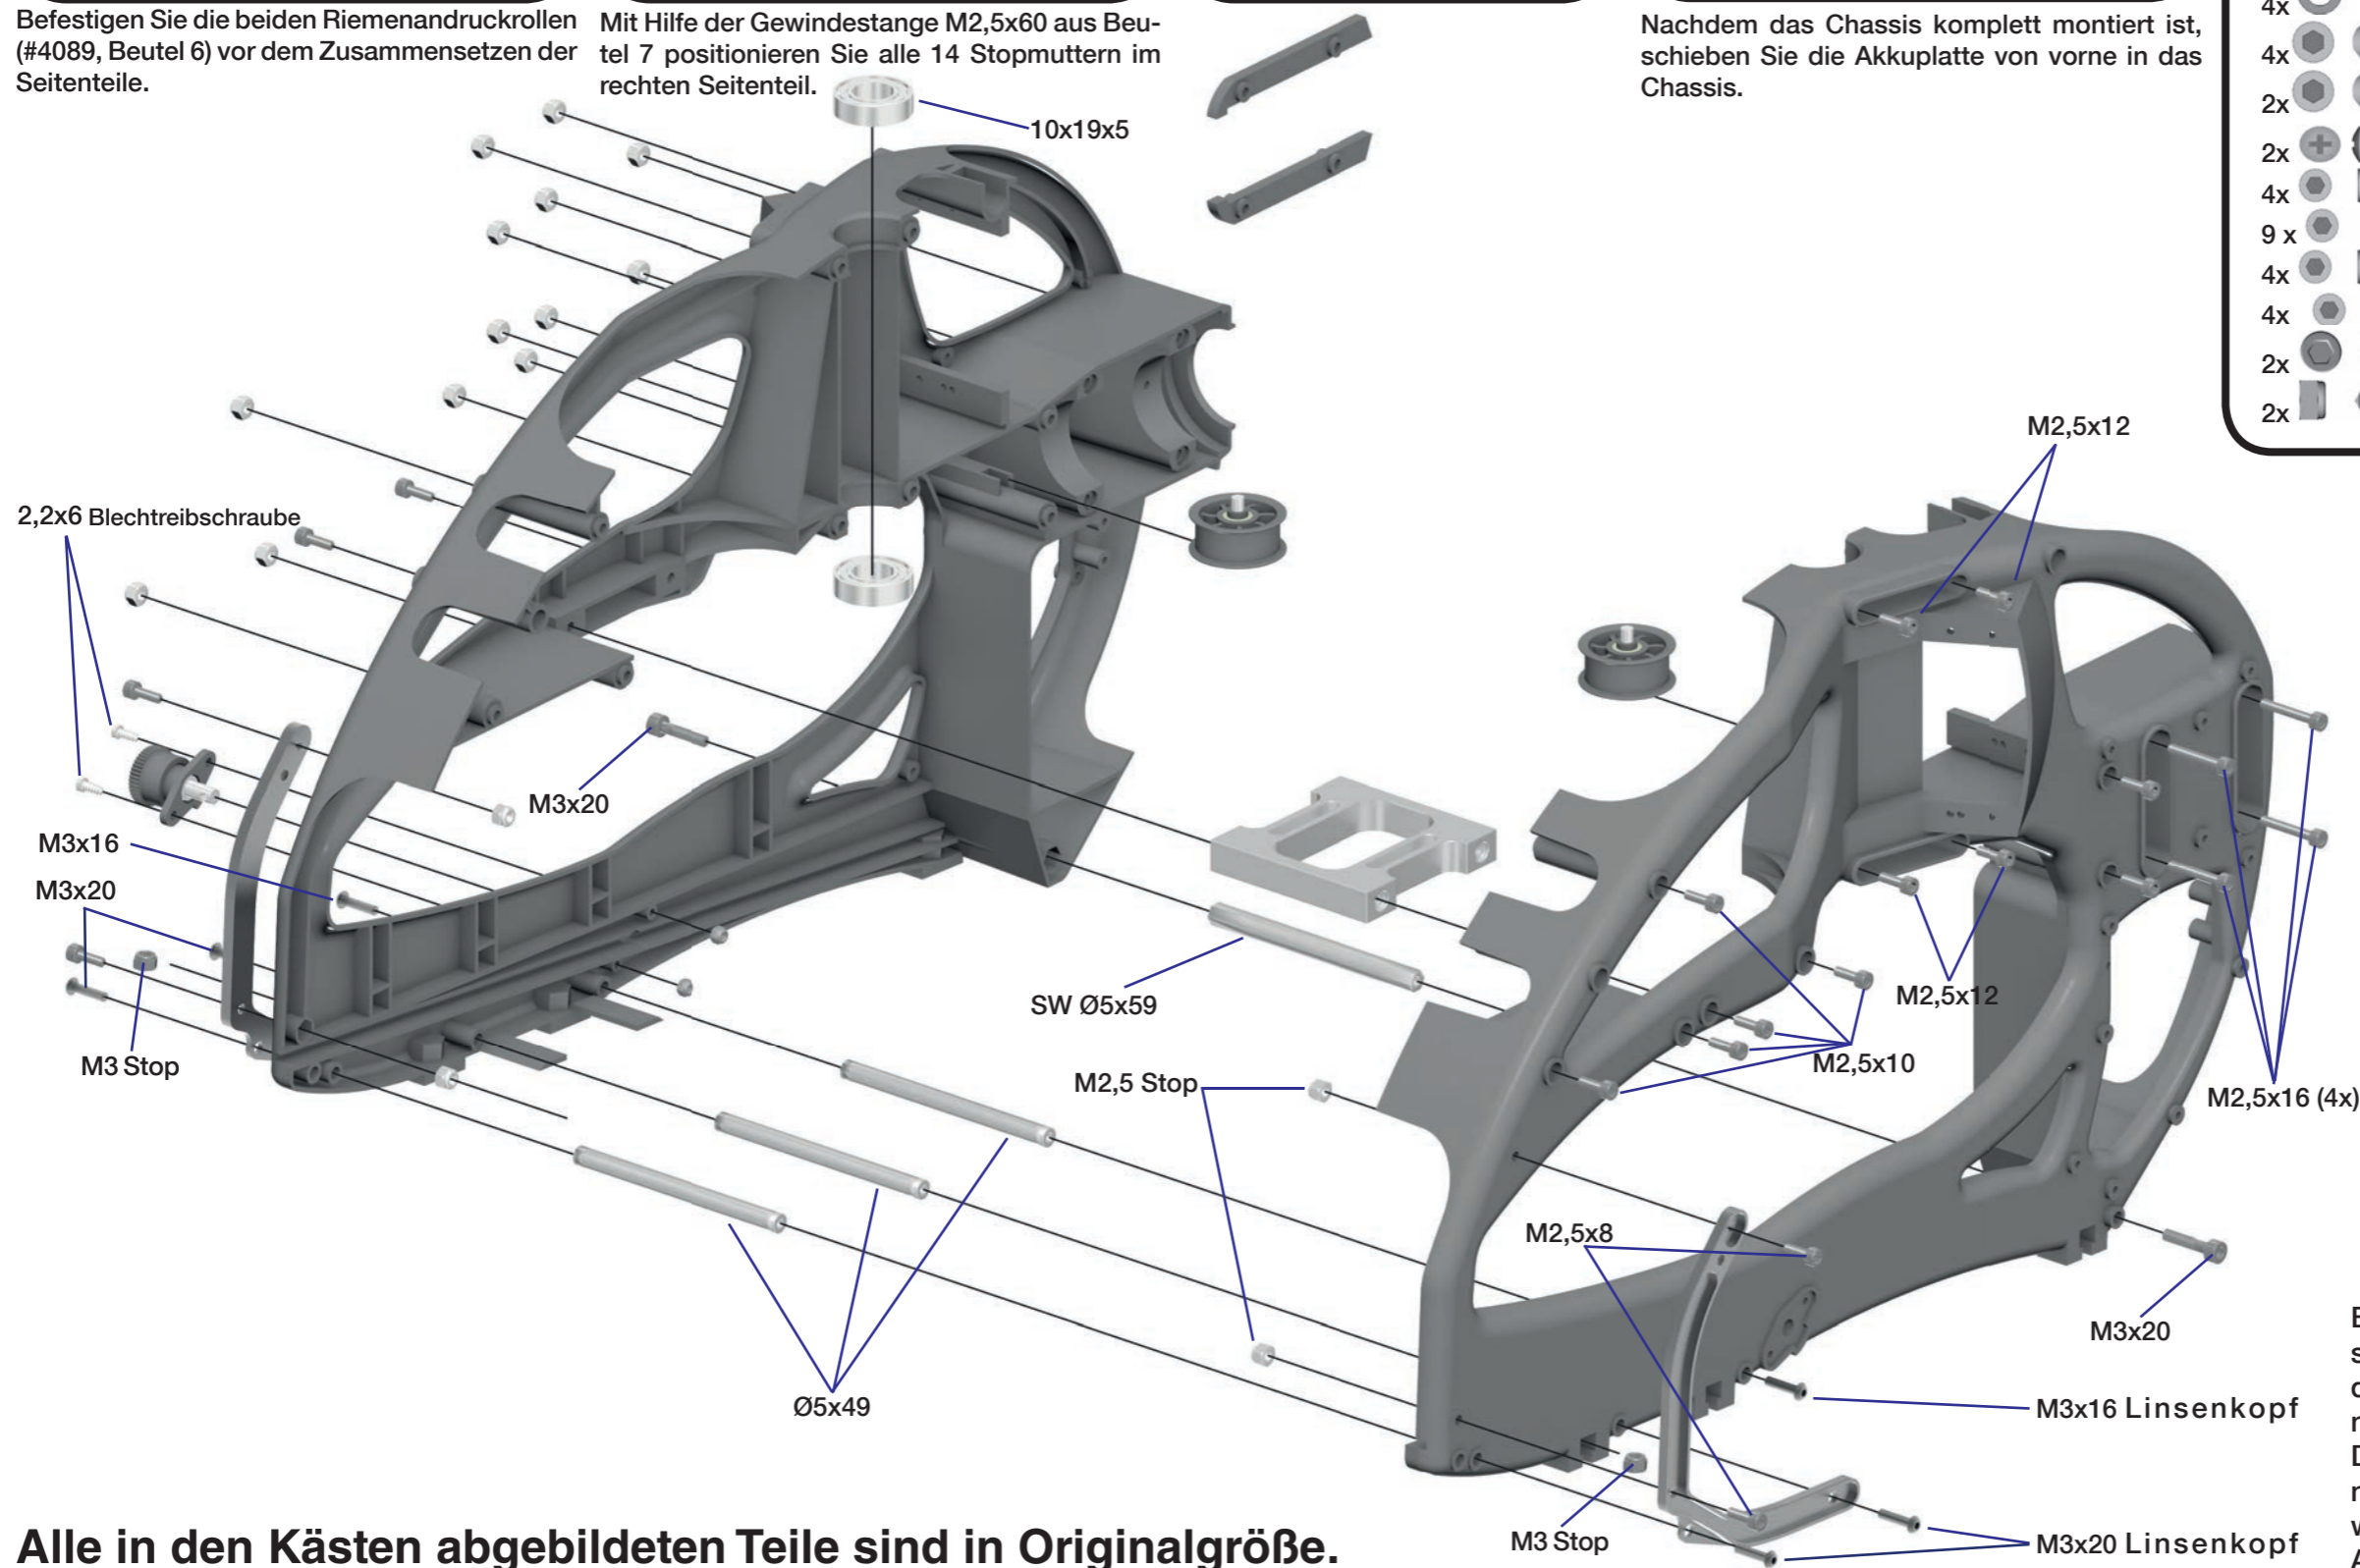 Befestigen Sie die beiden Riemenandruckrollen
(#4089, Beutel 6) vor dem Zusammensetzen der
Seitenteile.
Mit Hilfe der Gewindestange M2,5x60 aus Beu-
tel 7 positionieren Sie alle 14 Stopmuttern im
rechten Seitenteil.
Nachdem das Chassis komplett montiert ist,
schieben Sie die Akkuplatte von vorne in das
Chassis.
4x
4x
2x
2x
4x
9 x
4x
4x
2x
2x
10x19x5
M2,5x12
2,2x6 Blechtreibschraube
M3x20
M3x16
M3x20
M3 Stop
SW Ø5x59
M2,5x12
M2,5x10
M2,5 Stop
M2,5x16 (4x)
M2,5x8
M3x20
Ø5x49
M3x16 Linsenkopf
M3 Stop
M3x20 Linsenkopf
Alle in den Kästen abgebildeten Teile sind in Originalgröße.